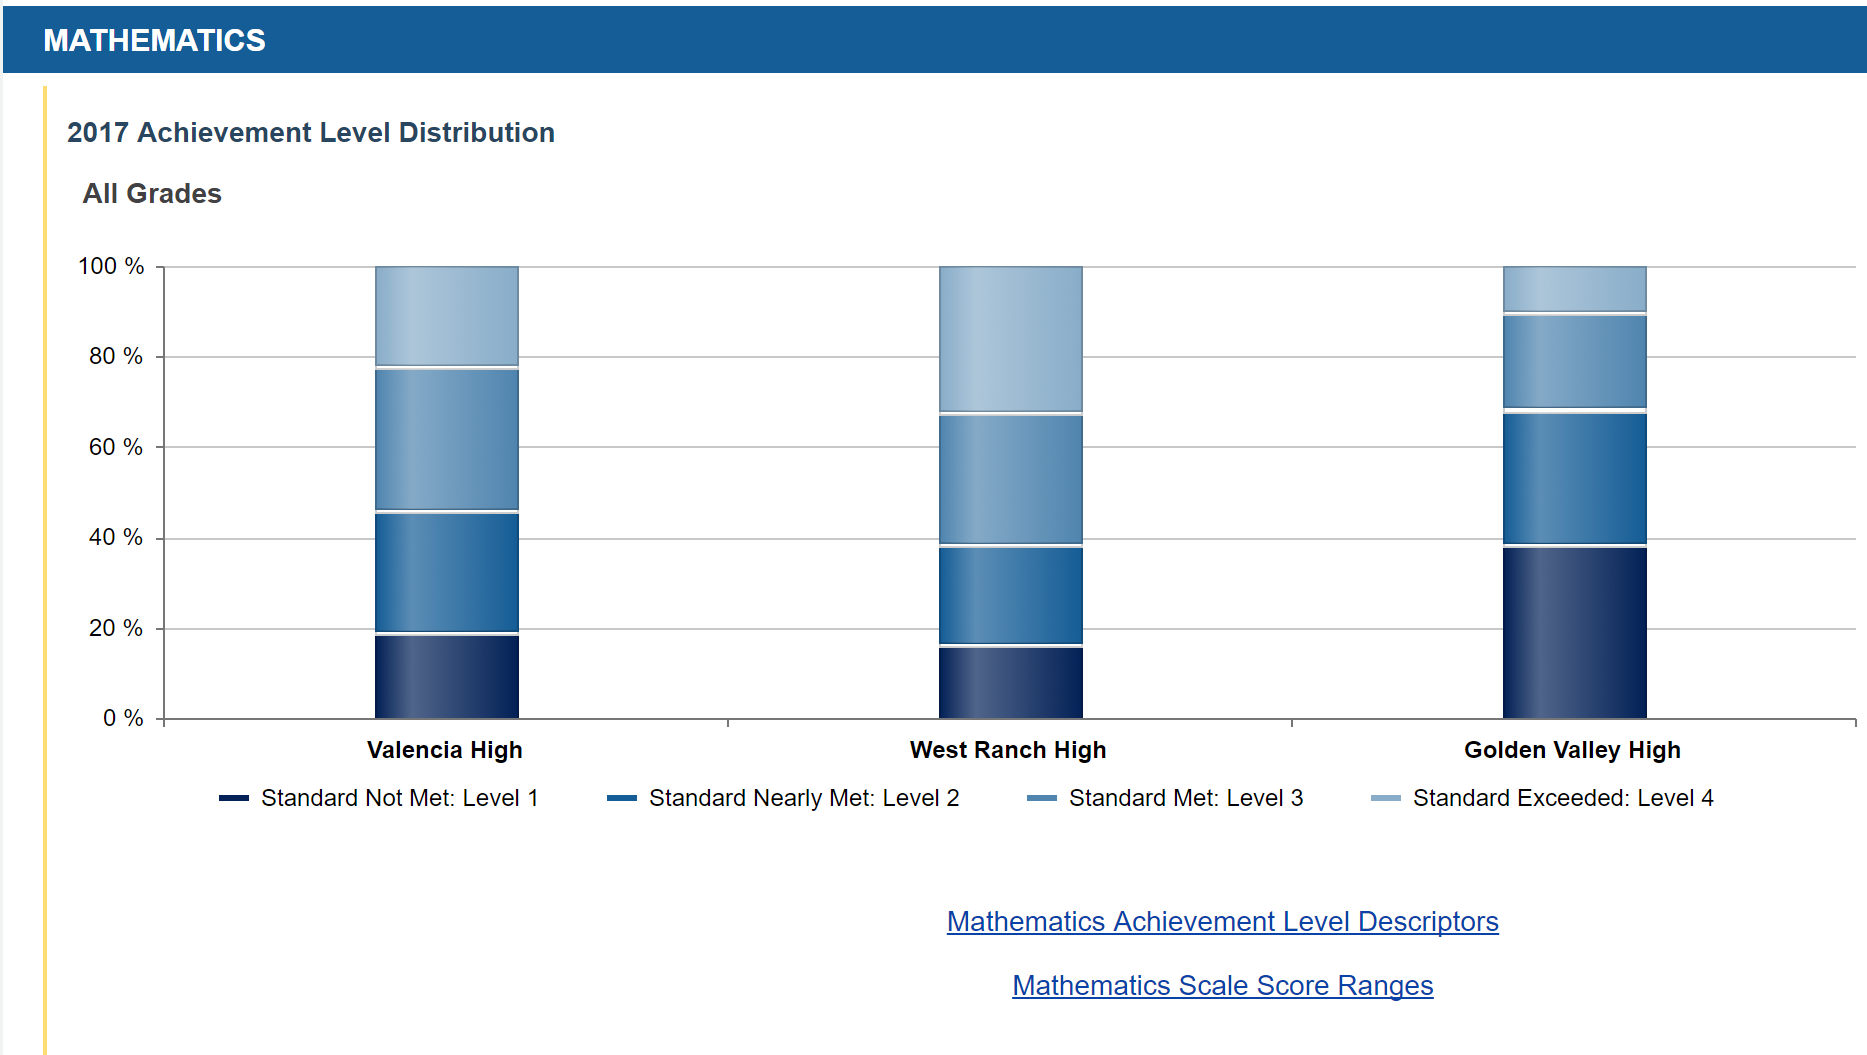 MATHEMATICS
2017 Achievement Level Distribution
All Grades
100 %
80 %
60 %
40 %
20 %
0 %
Valencia High West Ranch High Golden Valley High
Standard Not Met: Level 1 Standard Nearly Met: Level 2 Standard Met: Level 3 Standard Exceeded: Level 4
Mathematics Achievement Level Descriptors
Mathematics Scale Score Ranges